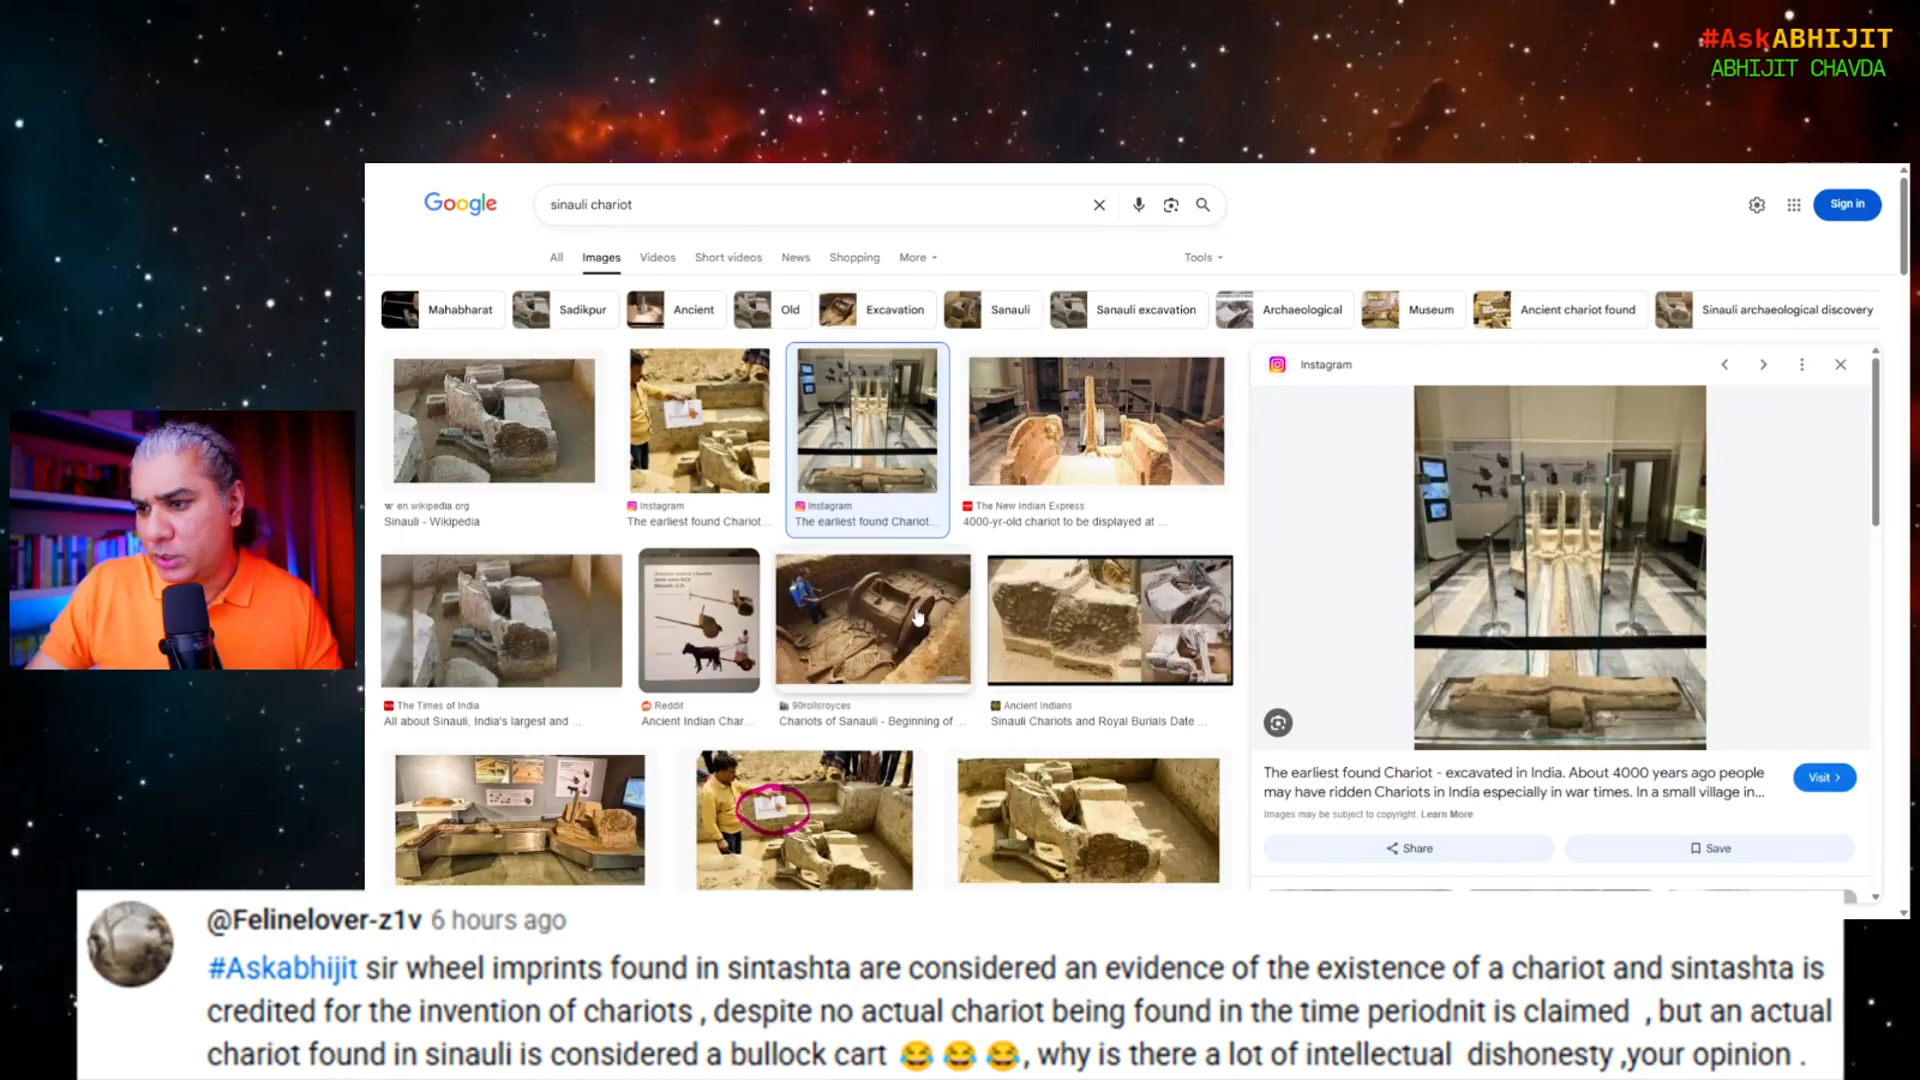 #AskABHIJIT
ABHIJIT CHAVDA
Google
sinauli chariot
Sign in
All Images Videos Short videos News Shopping More Tools
Mahabharat Sadikpur Ancient Old Excavation Sanauli Sanauli excavation Archaeological Museum Ancient chariot found Sinauli archaeological discovery
Instagram
W en.wikipedia.org
Sinauli - Wikipedia
Instagram
The earliest found Chariot...
Instagram
The earliest found Chariot...
The New Indian Express
4000-yr-old chariot to be displayed at ...
The Times of India
All about Sinauli, India's largest and ...
Reddit
Ancient Indian Char...
90rollsroyces
Chariots of Sanauli - Beginning of ...
Ancient Indians
Sinauli Chariots and Royal Burials Date ...
The earliest found Chariot - excavated in India. About 4000 years ago people
may have ridden Chariots in India especially in war times. In a small village in...
Visit
Images may be subject to copyright. Learn More
Share
Save
@Felinelover-z1v 6 hours ago
#Askabhijit sir wheel imprints found in sintashta are considered an evidence of the existence of a chariot and sintashta is
credited for the invention of chariots , despite no actual chariot being found in the time periodnit is claimed , but an actual
chariot found in sinauli is considered a bullock cart 😂 😂 😂, why is there a lot of intellectual dishonesty ,your opinion .